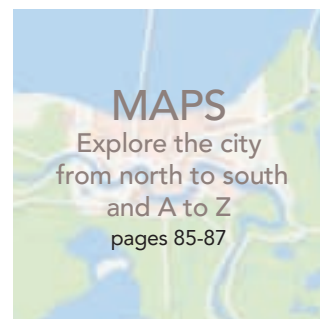 MAPS
Explore the city
from north to south
and A to Z
pages 85-87